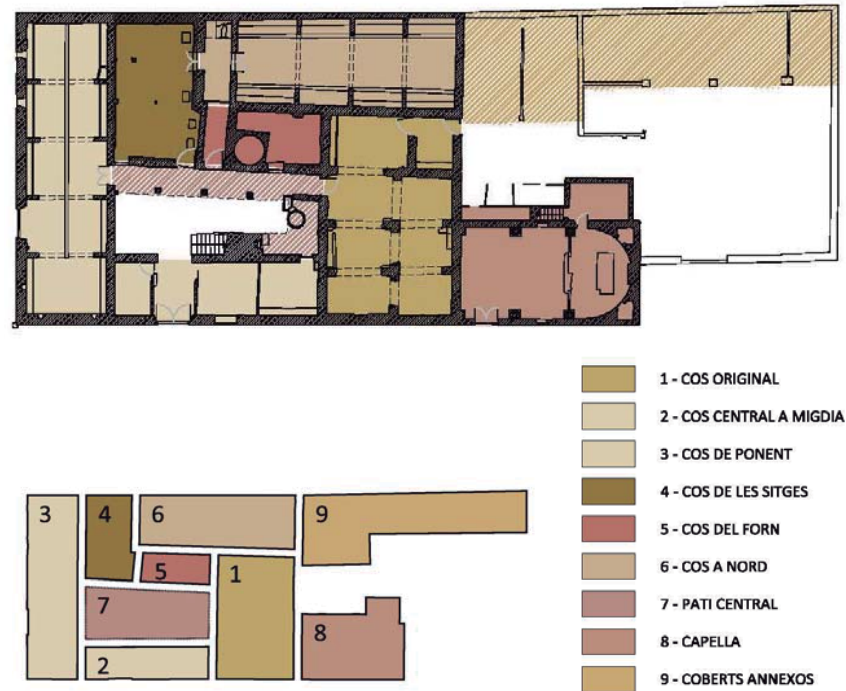 1 - COS ORIGINAL
2 - COS CENTRAL A MIGDIA
3 - COS DE PONENT
4 - COS DE LES SITGES
5 - COS DEL FORN
6 - COS A NORD
7 - PATI CENTRAL
8 - CAPELLA
9 - COBERTS ANNEXOS
3
4
6
9
5
1
7
8
2